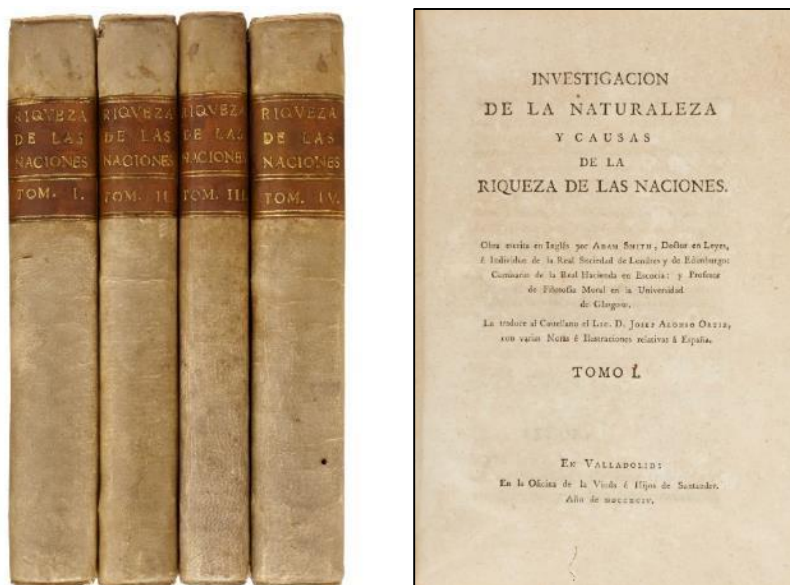 RIQVEZA
DE LAS
NACIONES
TOM. I.
RIQVEZA
DE LAS
NACIONES
TOM. II
RIQVEZA
DE LAS
NACIONES
TOM. III
RIQVEZA
DE LAS
NACIONES
TOM. IV.
INVESTIGACION
DE LA NATURALEZA
Y CAUSAS
DE LA
RIQUEZA DE LAS NACIONES.
Obra escrita en Inglés por ADAM SMITH, Doctor en Leyes,
é Individuo de la Real Sociedad de Londres y de Edimburgo:
Comisario de la Real Hacienda en Escocia: y Profesor
de Filosofia Moral en la Universidad
de Glasgow.
La traduce al Castellano el LIC. D. JOSEF ALONSO ORTIZ,
con varias Notas é Ilustraciones relativas á España.
TOMO I.
EN VALLADOLID:
En la Oficina de la Viuda é Hijos de Santander.
Año de MDCCXCIV.